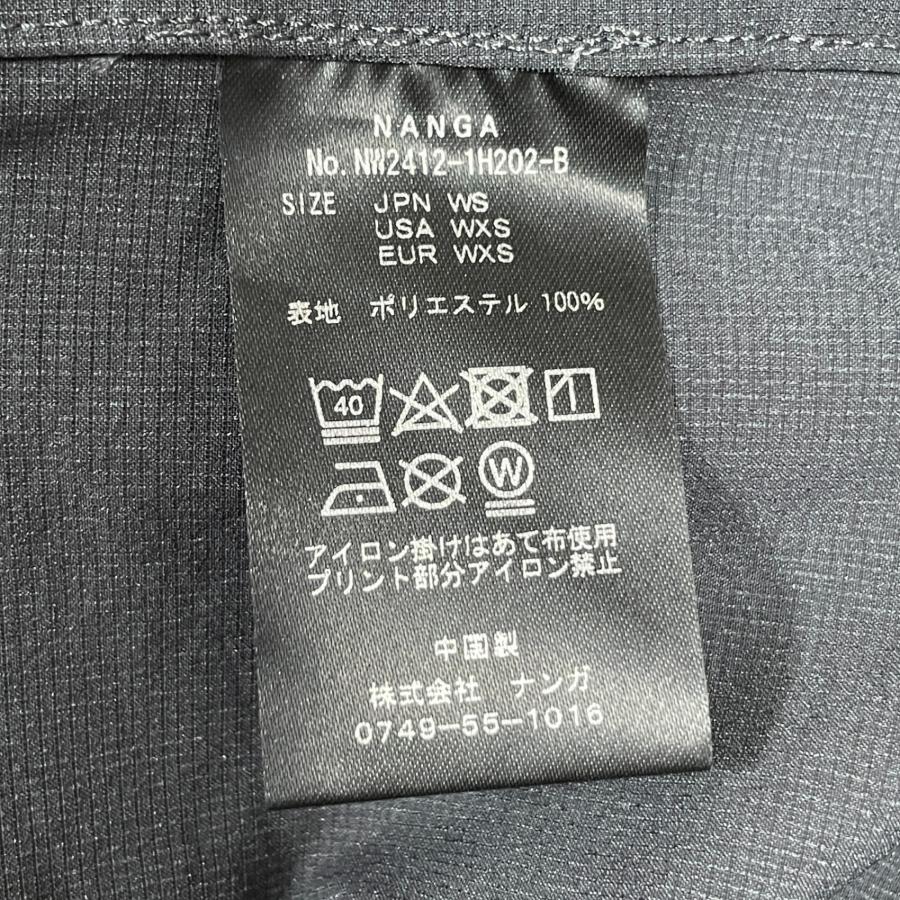 NANGA
No.NW2412-1H202-B
SIZE JPN WS
USA WXS
EUR WXS
表地 ポリエステル 100%
40
W
アイロン掛けはあて布使用
プリント部分アイロン禁止
中国製
株式会社 ナンガ
0749-55-1016